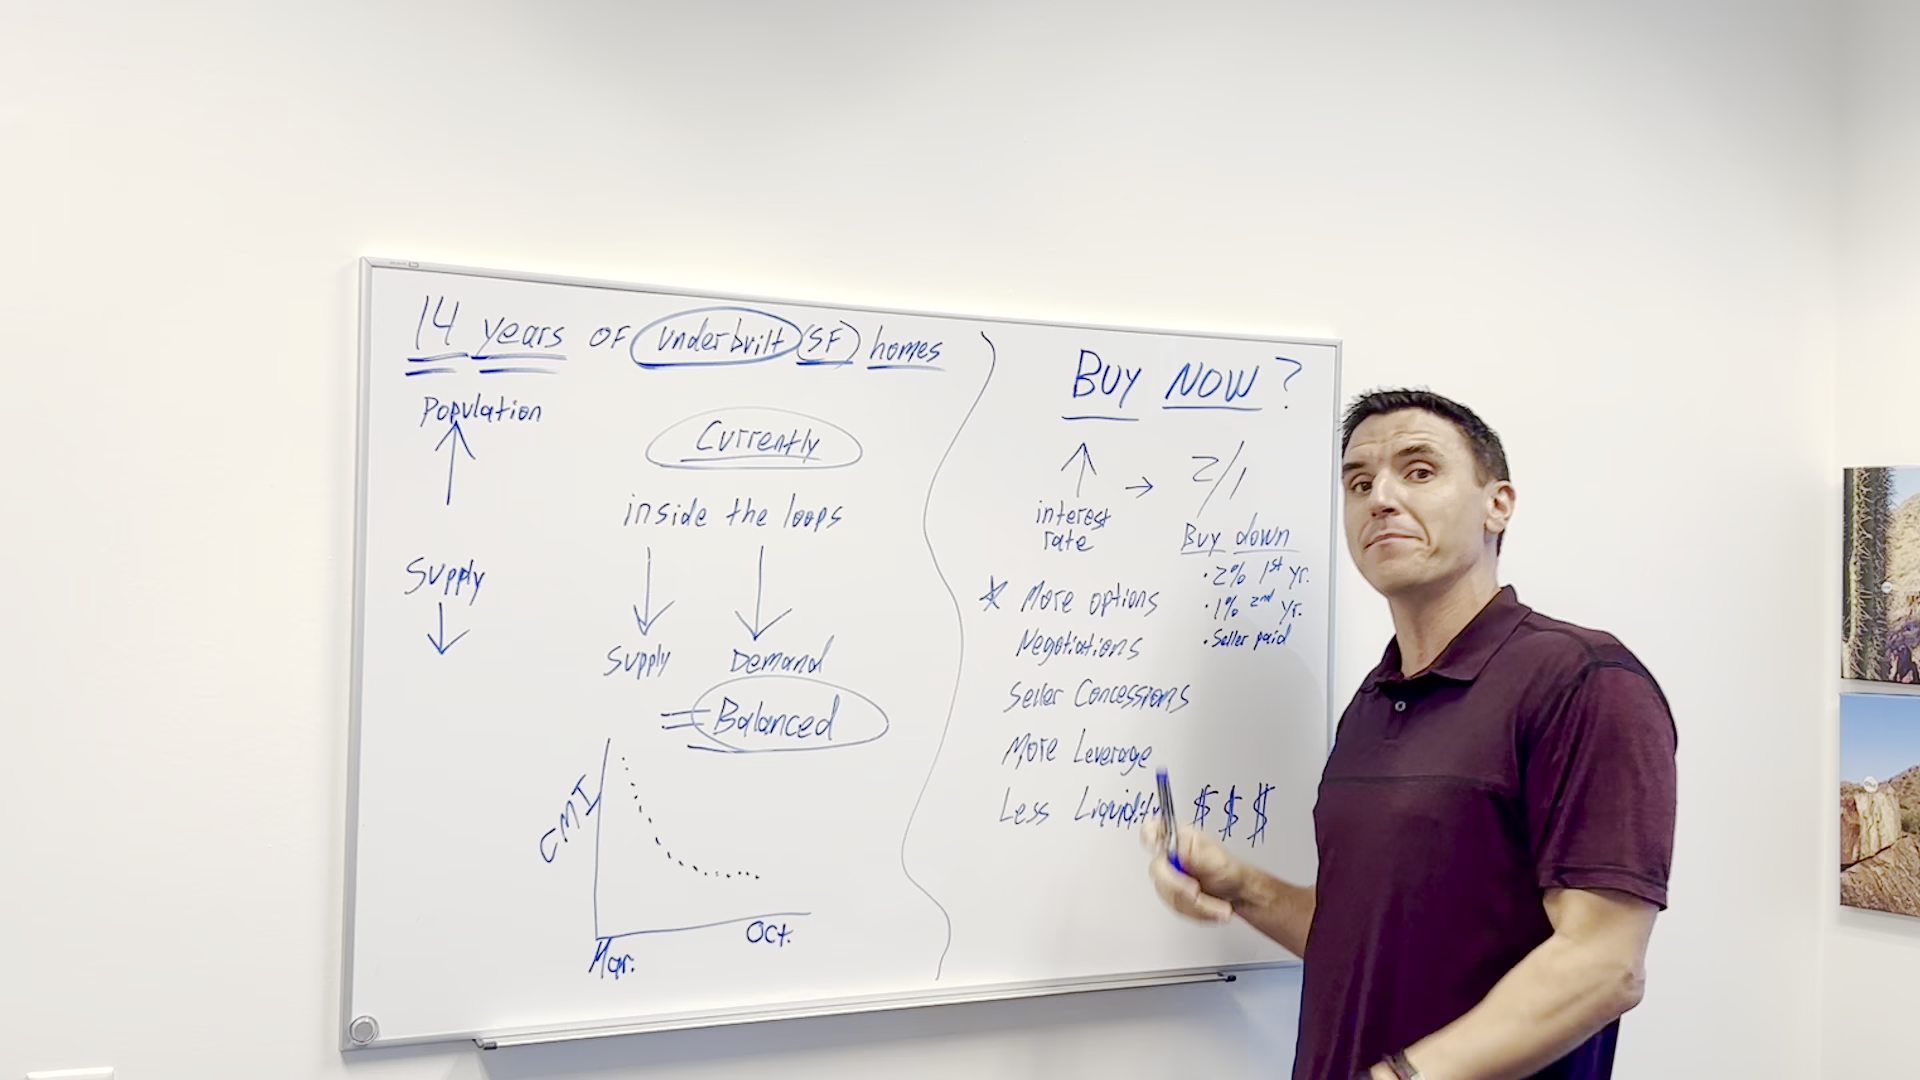 14 years OF Underbuilt (SF) homes
Population
Supply
Currently
inside the loops
Supply Demand
= Balanced
CMI
Mar. Oct.
BUY NOW?
interest
rate
→ 2/1
Buy down
• 2% 1st yr.
• 1% 2nd yr.
• Seller paid
* More options
Negotiations
Seller Concessions
More Leverage
Less Liquidity $ $ $